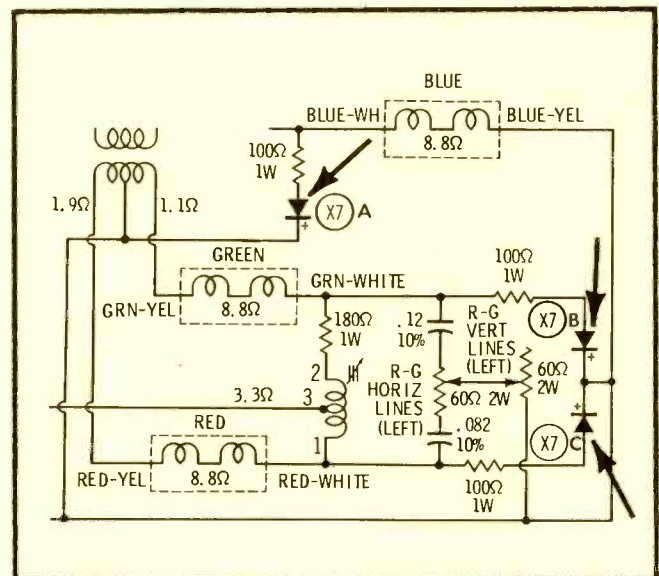 BLUE
BLUE-WH
BLUE-YEL
8.8Ω
100Ω
1W
X7 A
+
1.9Ω
1.1Ω
GREEN
GRN-WHITE
GRN-YEL
8.8Ω
100Ω
1W
180Ω
1W
.12
10%
R-G
VERT
LINES
(LEFT)
X7 B
+
2
3
1
3.3Ω
R-G
HORIZ
LINES
(LEFT)
60Ω 2W
60Ω
2W
+
.082
10%
X7 C
RED
RED-YEL
8.8Ω
RED-WHITE
100Ω
1W